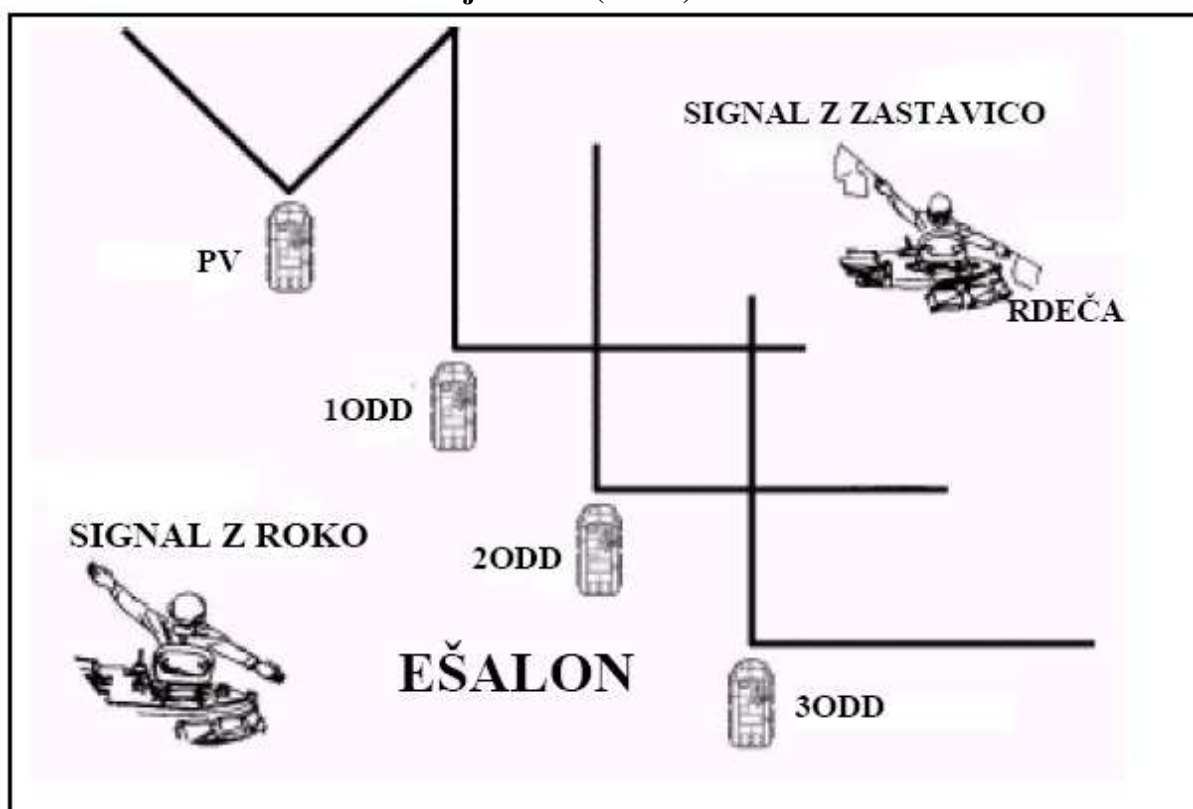 SIGNAL Z ZASTAVICO
PV
RDEČA
1ODD
SIGNAL Z ROKO
2ODD
EŠALON
3ODD